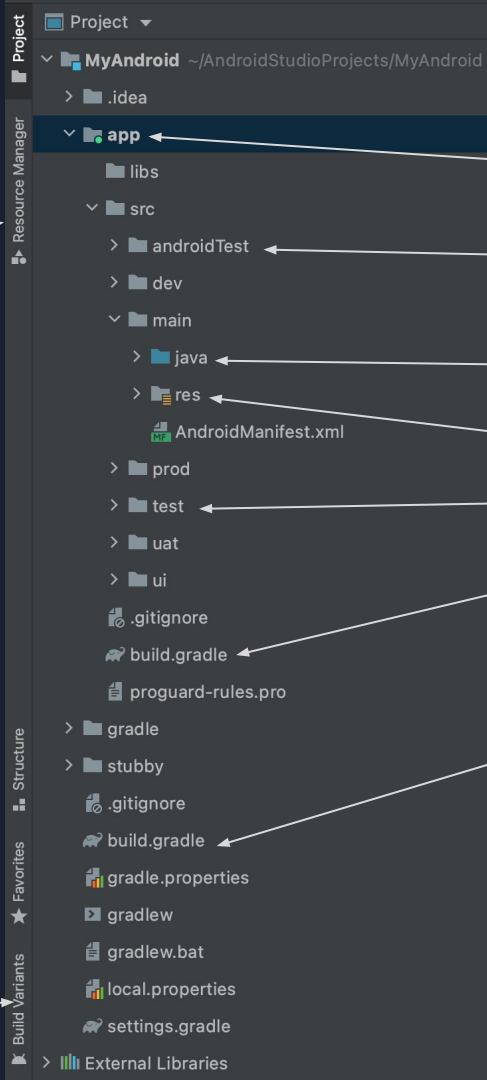 Project
MyAndroid ~/AndroidStudioProjects/MyAndroid
.idea
app
libs
src
androidTest
dev
main
java
res
MF AndroidManifest.xml
prod
test
uat
ui
.gitignore
build.gradle
proguard-rules.pro
gradle
stubby
.gitignore
build.gradle
gradle.properties
gradlew
gradlew.bat
local.properties
settings.gradle
External Libraries
Project
Resource Manager
Structure
Favorites
Build Variants